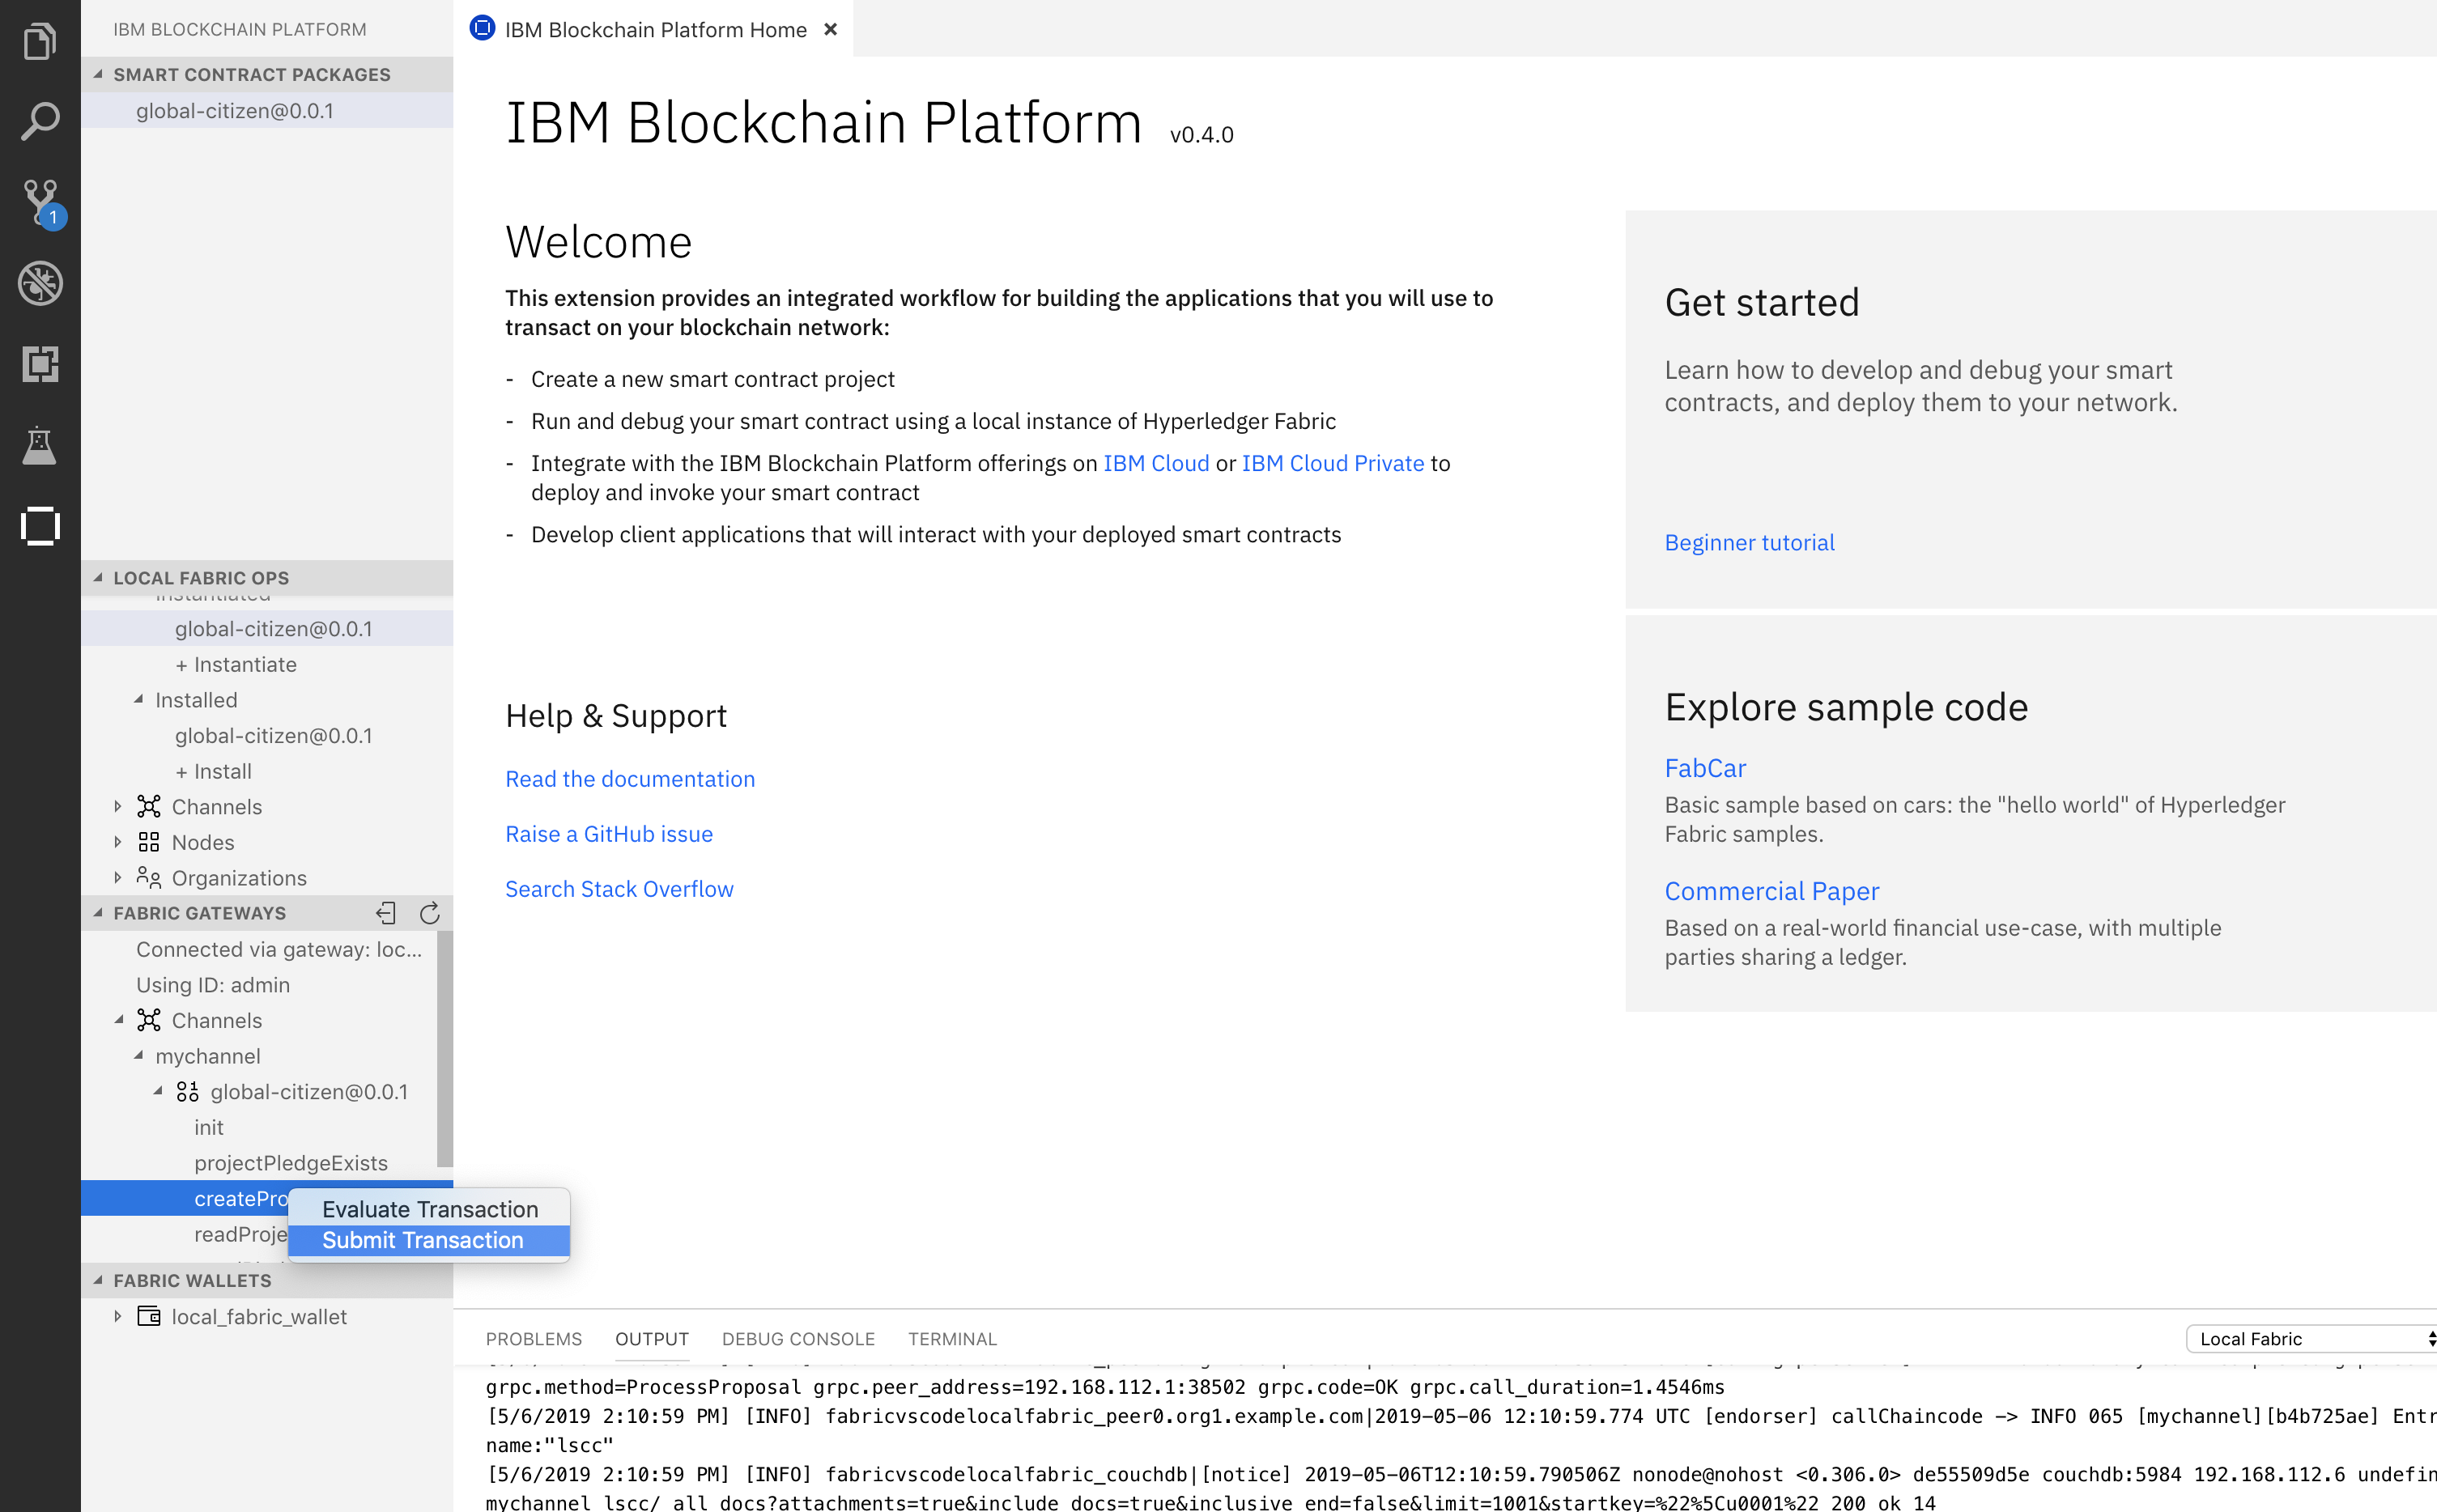 IBM BLOCKCHAIN PLATFORM
SMART CONTRACT PACKAGES
global-citizen@0.0.1
1
LOCAL FABRIC OPS
Instantiated
global-citizen@0.0.1
+ Instantiate
Installed
global-citizen@0.0.1
+ Install
Channels
Nodes
Organizations
FABRIC GATEWAYS
Connected via gateway: loc...
Using ID: admin
Channels
mychannel
global-citizen@0.0.1
init
projectPledgeExists
createPro
readProje
Evaluate Transaction
Submit Transaction
FABRIC WALLETS
local_fabric_wallet
IBM Blockchain Platform Home
IBM Blockchain Platform v0.4.0
Welcome
This extension provides an integrated workflow for building the applications that you will use to
transact on your blockchain network:
- Create a new smart contract project
- Run and debug your smart contract using a local instance of Hyperledger Fabric
- Integrate with the IBM Blockchain Platform offerings on IBM Cloud or IBM Cloud Private to
deploy and invoke your smart contract
- Develop client applications that will interact with your deployed smart contracts
Help & Support
Read the documentation
Raise a GitHub issue
Search Stack Overflow
Get started
Learn how to develop and debug your smart
contracts, and deploy them to your network.
Beginner tutorial
Explore sample code
FabCar
Basic sample based on cars: the "hello world" of Hyperledger
Fabric samples.
Commercial Paper
Based on a real-world financial use-case, with multiple
parties sharing a ledger.
PROBLEMS OUTPUT DEBUG CONSOLE TERMINAL
Local Fabric
grpc.method=ProcessProposal grpc.peer_address=192.168.112.1:38502 grpc.code=OK grpc.call_duration=1.4546ms
[5/6/2019 2:10:59 PM] [INFO] fabricvscodelocalfabric_peer0.org1.example.com|2019-05-06 12:10:59.774 UTC [endorser] callChaincode -> INFO 065 [mychannel][b4b725ae] Entr
name:"lscc"
[5/6/2019 2:10:59 PM] [INFO] fabricvscodelocalfabric_couchdb|[notice] 2019-05-06T12:10:59.790506Z nonode@nohost <0.306.0> de55509d5e couchdb:5984 192.168.112.6 undefin
mychannel_lscc/_all_docs?attachments=true&include_docs=true&inclusive_end=false&limit=1001&startkey=%22%5Cu0001%22 200 ok 14